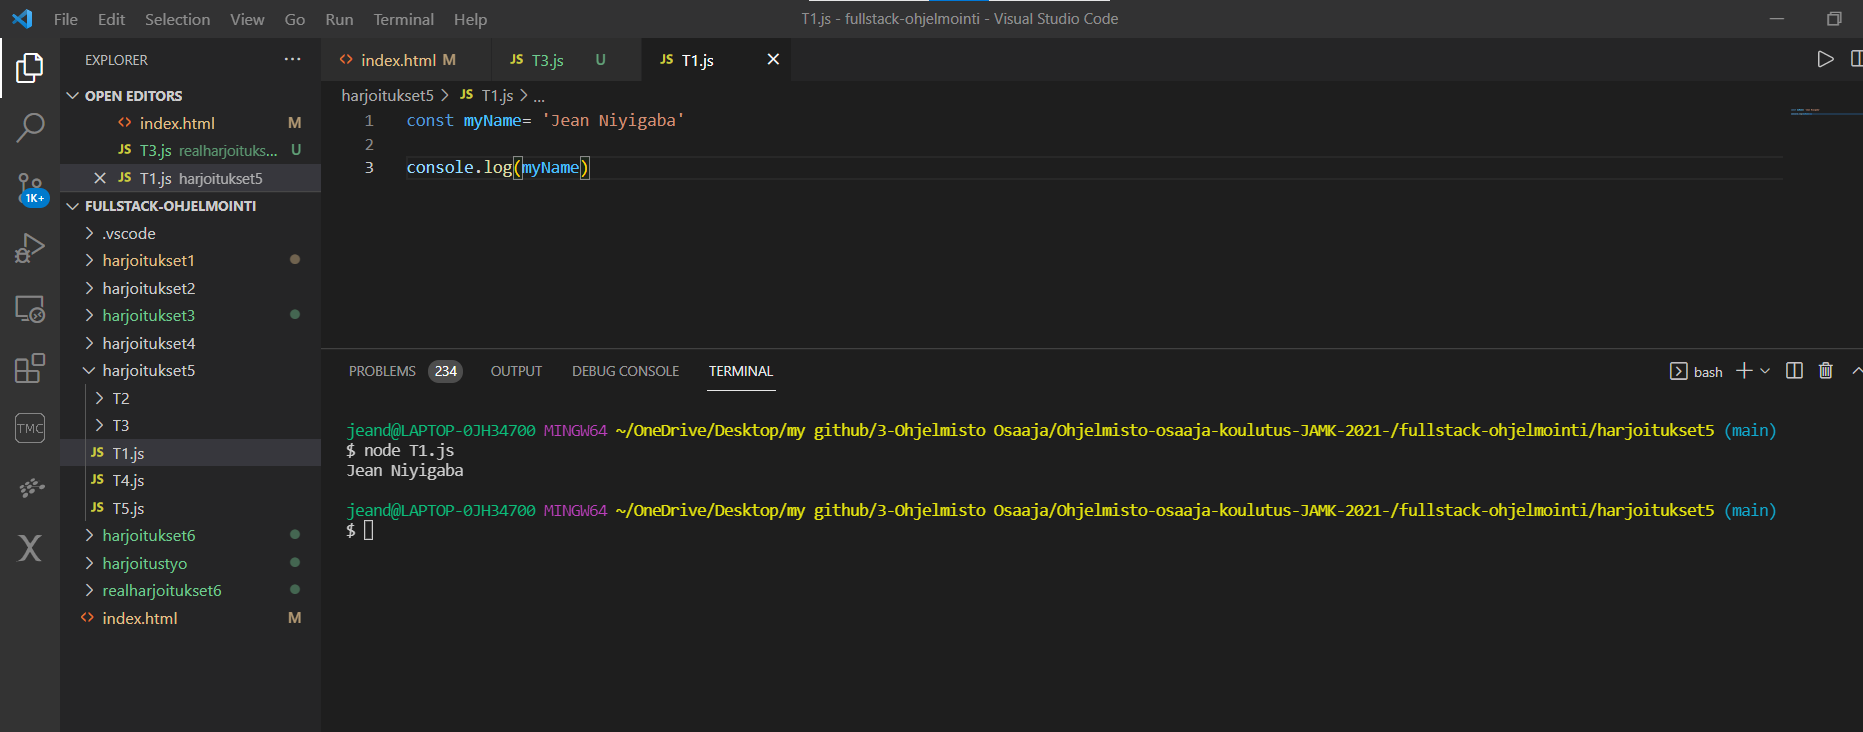 File Edit Selection View Go Run Terminal Help
T1.js - fullstack-ohjelmointi - Visual Studio Code
EXPLORER
OPEN EDITORS
index.html M
JS T3.js realharjoituks... U
JS T1.js harjoitukset5
FULLSTACK-OHJELMOINTI
.vscode
harjoitukset1
harjoitukset2
harjoitukset3
harjoitukset4
harjoitukset5
T2
T3
JS T1.js
JS T4.js
JS T5.js
harjoitukset6
harjoitustyo
realharjoitukset6
index.html M
1K+
TMC
index.html M
JS T3.js U
JS T1.js
harjoitukset5 > JS T1.js > ...
1 const myName= 'Jean Niyigaba'
2
3 console.log(myName)
PROBLEMS 234 OUTPUT DEBUG CONSOLE TERMINAL
bash
jeand@LAPTOP-0JH34700 MINGW64 ~/OneDrive/Desktop/my github/3-Ohjelmisto Osaaja/Ohjelmisto-osaaja-koulutus-JAMK-2021-/fullstack-ohjelmointi/harjoitukset5 (main)
$ node T1.js
Jean Niyigaba
jeand@LAPTOP-0JH34700 MINGW64 ~/OneDrive/Desktop/my github/3-Ohjelmisto Osaaja/Ohjelmisto-osaaja-koulutus-JAMK-2021-/fullstack-ohjelmointi/harjoitukset5 (main)
$